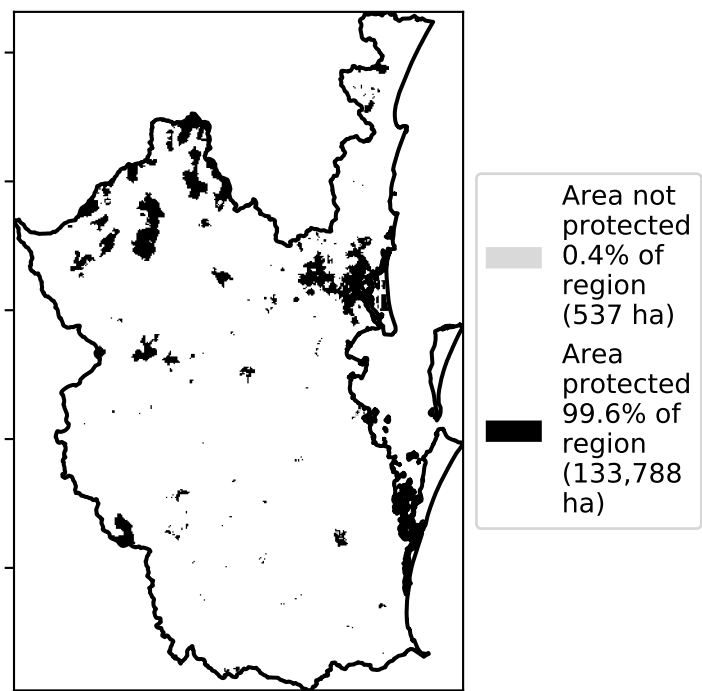 Area not
protected
0.4% of
region
(537 ha)
Area
protected
99.6% of
region
(133,788
ha)